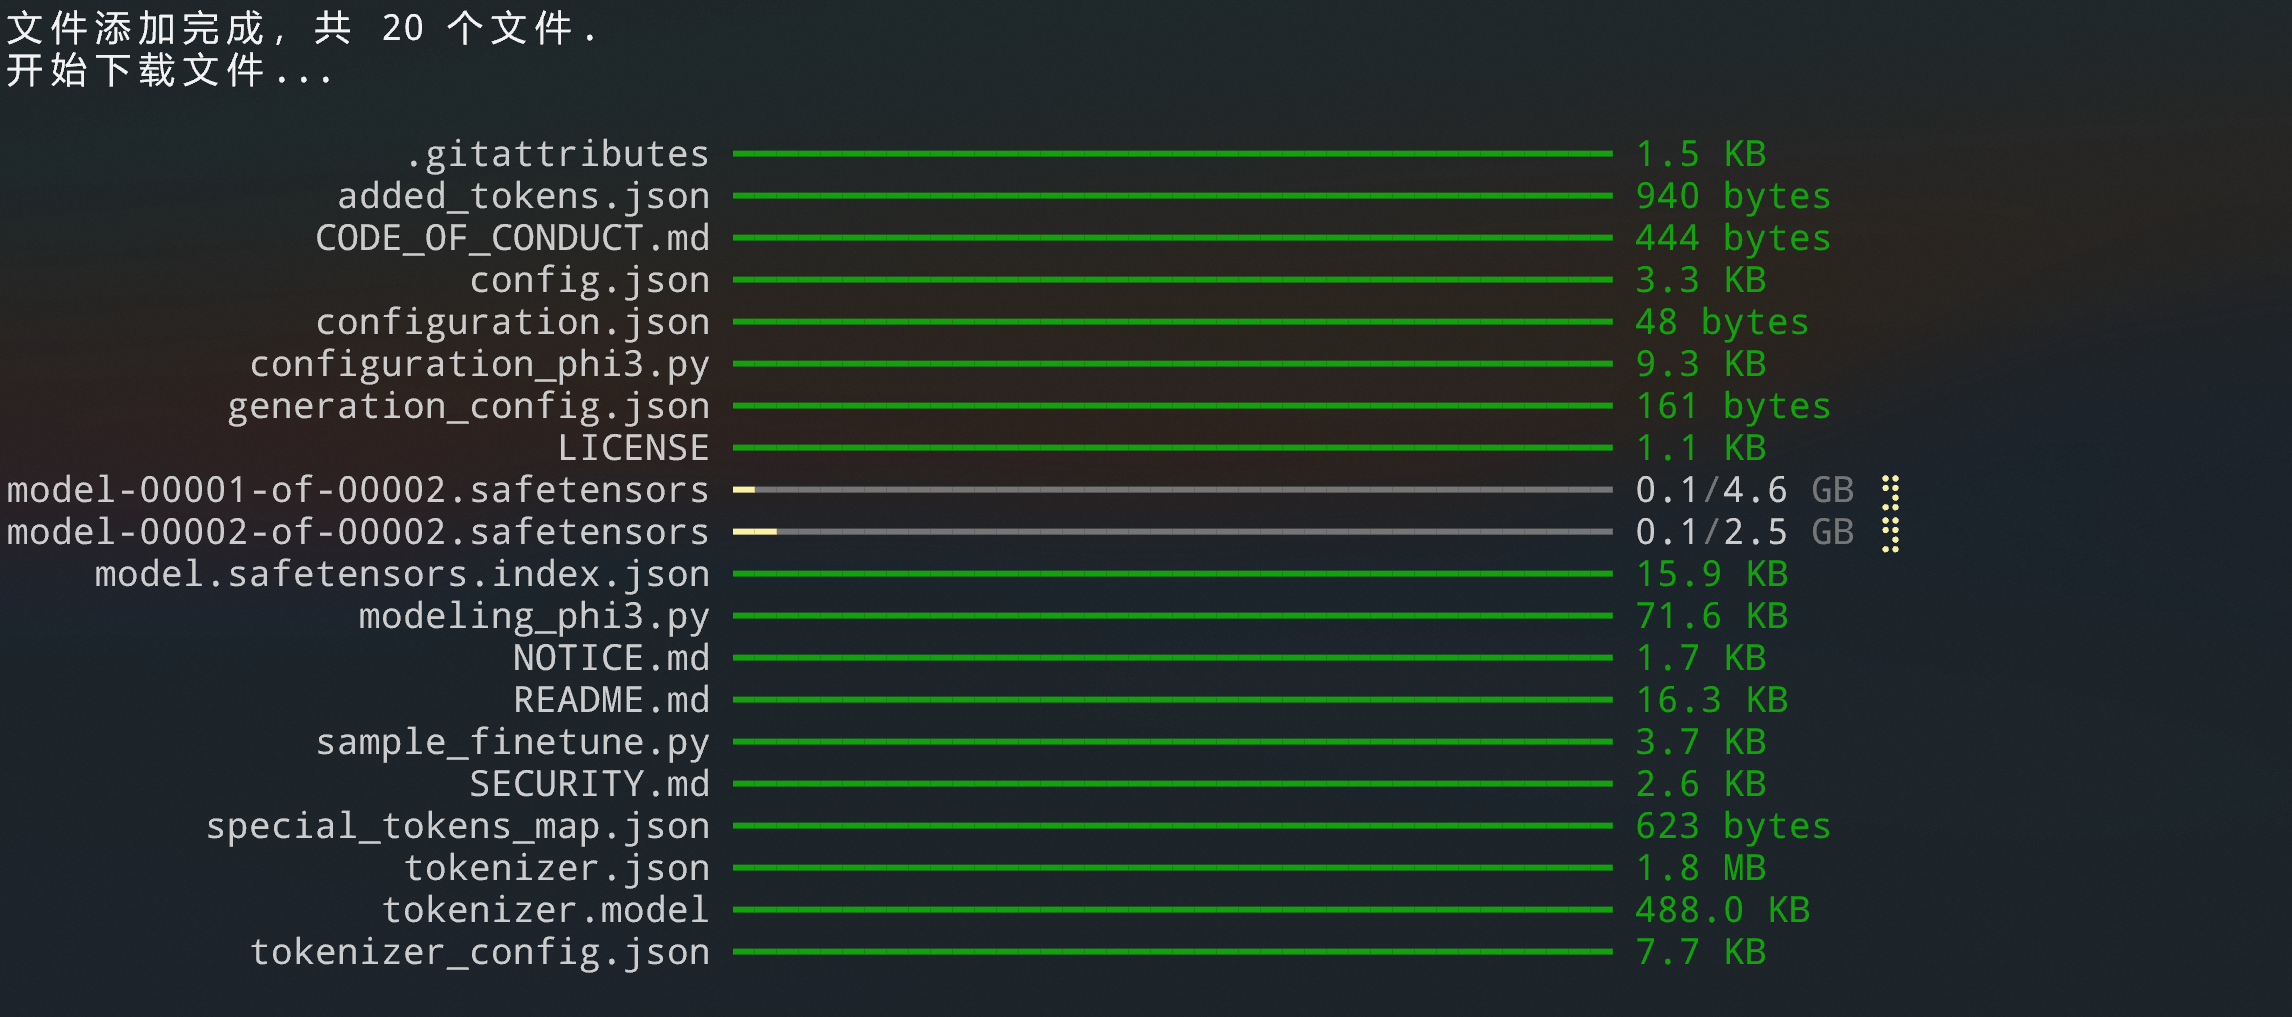 文件添加完成, 共 20 个文件.
开始下载文件...
.gitattributes 1.5 KB
added_tokens.json 940 bytes
CODE_OF_CONDUCT.md 444 bytes
config.json 3.3 KB
configuration.json 48 bytes
configuration_phi3.py 9.3 KB
generation_config.json 161 bytes
LICENSE 1.1 KB
model-00001-of-00002.safetensors 0.1/4.6 GB
model-00002-of-00002.safetensors 0.1/2.5 GB
model.safetensors.index.json 15.9 KB
modeling_phi3.py 71.6 KB
NOTICE.md 1.7 KB
README.md 16.3 KB
sample_finetune.py 3.7 KB
SECURITY.md 2.6 KB
special_tokens_map.json 623 bytes
tokenizer.json 1.8 MB
tokenizer.model 488.0 KB
tokenizer_config.json 7.7 KB